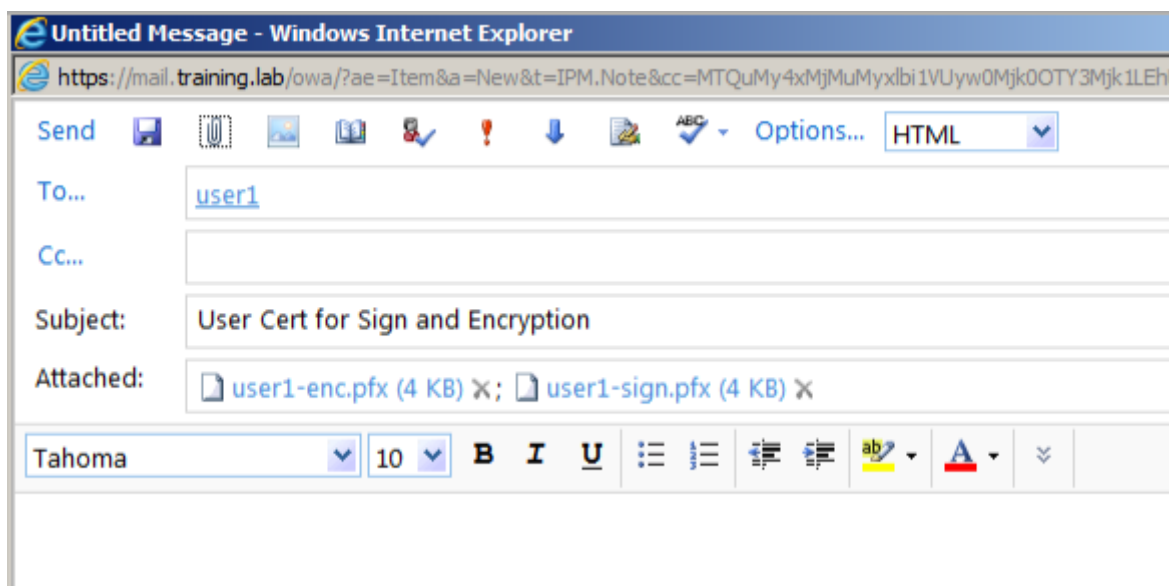 Untitled Message - Windows Internet Explorer
https://mail.training.lab/owa/?ae=Item&a=New&t=IPM.Note&cc=MTQuMy4xMjMuMyxlbi1VUyw0Mjk0OTY3Mjk1LEh
Send ABC Options... HTML
To... user1
Cc...
Subject: User Cert for Sign and Encryption
Attached: user1-enc.pfx (4 KB) ; user1-sign.pfx (4 KB)
Tahoma 10 B I U ab A